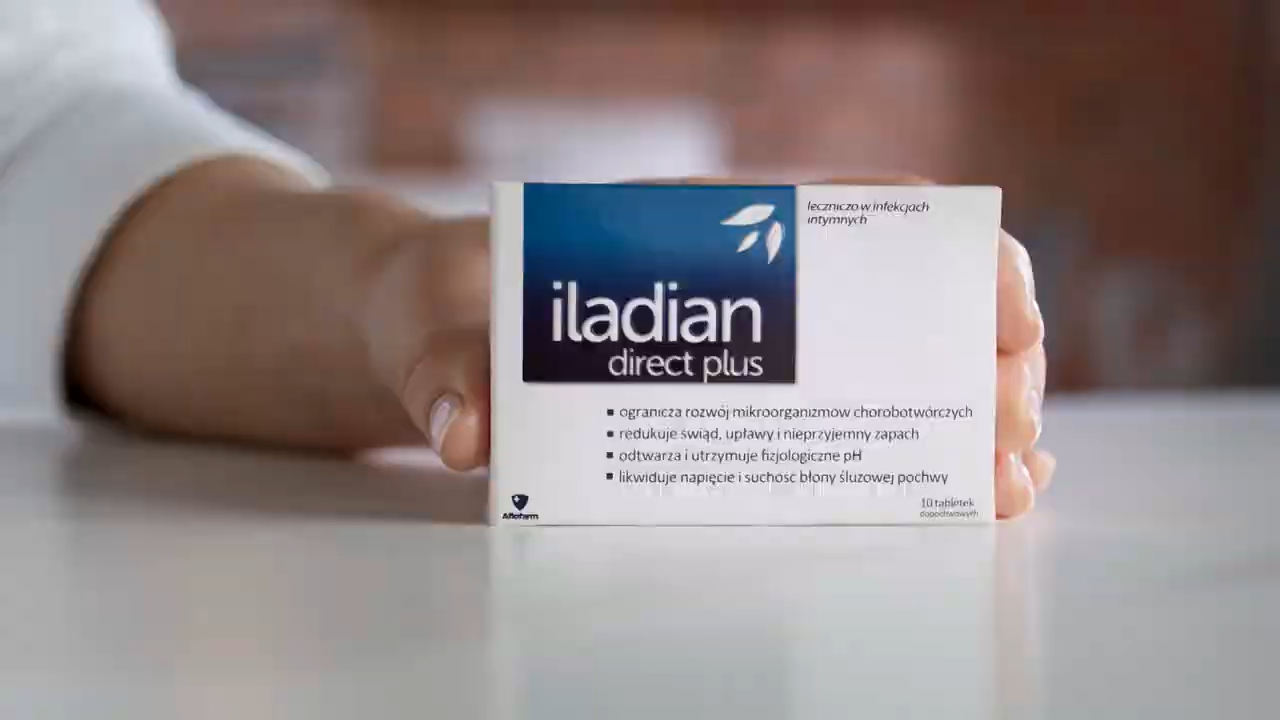 leczniczo w infekcjach
intymnych
iladian
direct plus
▪ ogranicza rozwój mikroorganizmów chorobotwórczych
▪ redukuje świąd, upławy i nieprzyjemny zapach
▪ odtwarza i utrzymuje fizjologiczne pH
▪ likwiduje napięcie i suchość błony śluzowej pochwy
Aflofarm
10 tabletek
dopochwowych